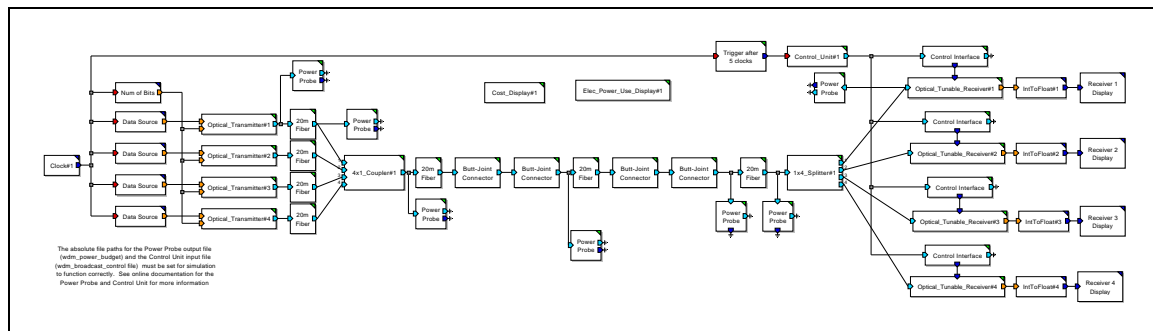 Trigger after
5 clocks
Control_Unit#1
Control Interface
Power
Probe
Cost_Display#1
Elec_Power_Use_Display#1
Power
Probe
Optical_Tunable_Receiver#1
IntToFloat#1
Receiver 1
Display
Num of Bits
Data Source
Optical_Transmitter#1
20m
Fiber
Power
Probe
Control Interface
Clock#1
Data Source
Optical_Transmitter#2
20m
Fiber
4x1_Coupler#1
20m
Fiber
Butt-Joint
Connector
Butt-Joint
Connector
20m
Fiber
Butt-Joint
Connector
Butt-Joint
Connector
20m
Fiber
1x4_Splitter#1
Optical_Tunable_Receiver#2
IntToFloat#2
Receiver 2
Display
Data Source
Optical_Transmitter#3
20m
Fiber
Control Interface
Data Source
Optical_Transmitter#4
20m
Fiber
Power
Probe
Power
Probe
Power
Probe
Power
Probe
Optical_Tunable_Receiver#3
IntToFloat#3
Receiver 3
Display
Control Interface
Optical_Tunable_Receiver#4
IntToFloat#4
Receiver 4
Display
The absolute file paths for the Power Probe output file
(wdm_power_budget) and the Control Unit input file
(wdm_broadcast_control file) must be set for simulation
to function correctly. See online documentation for the
Power Probe and Control Unit for more information